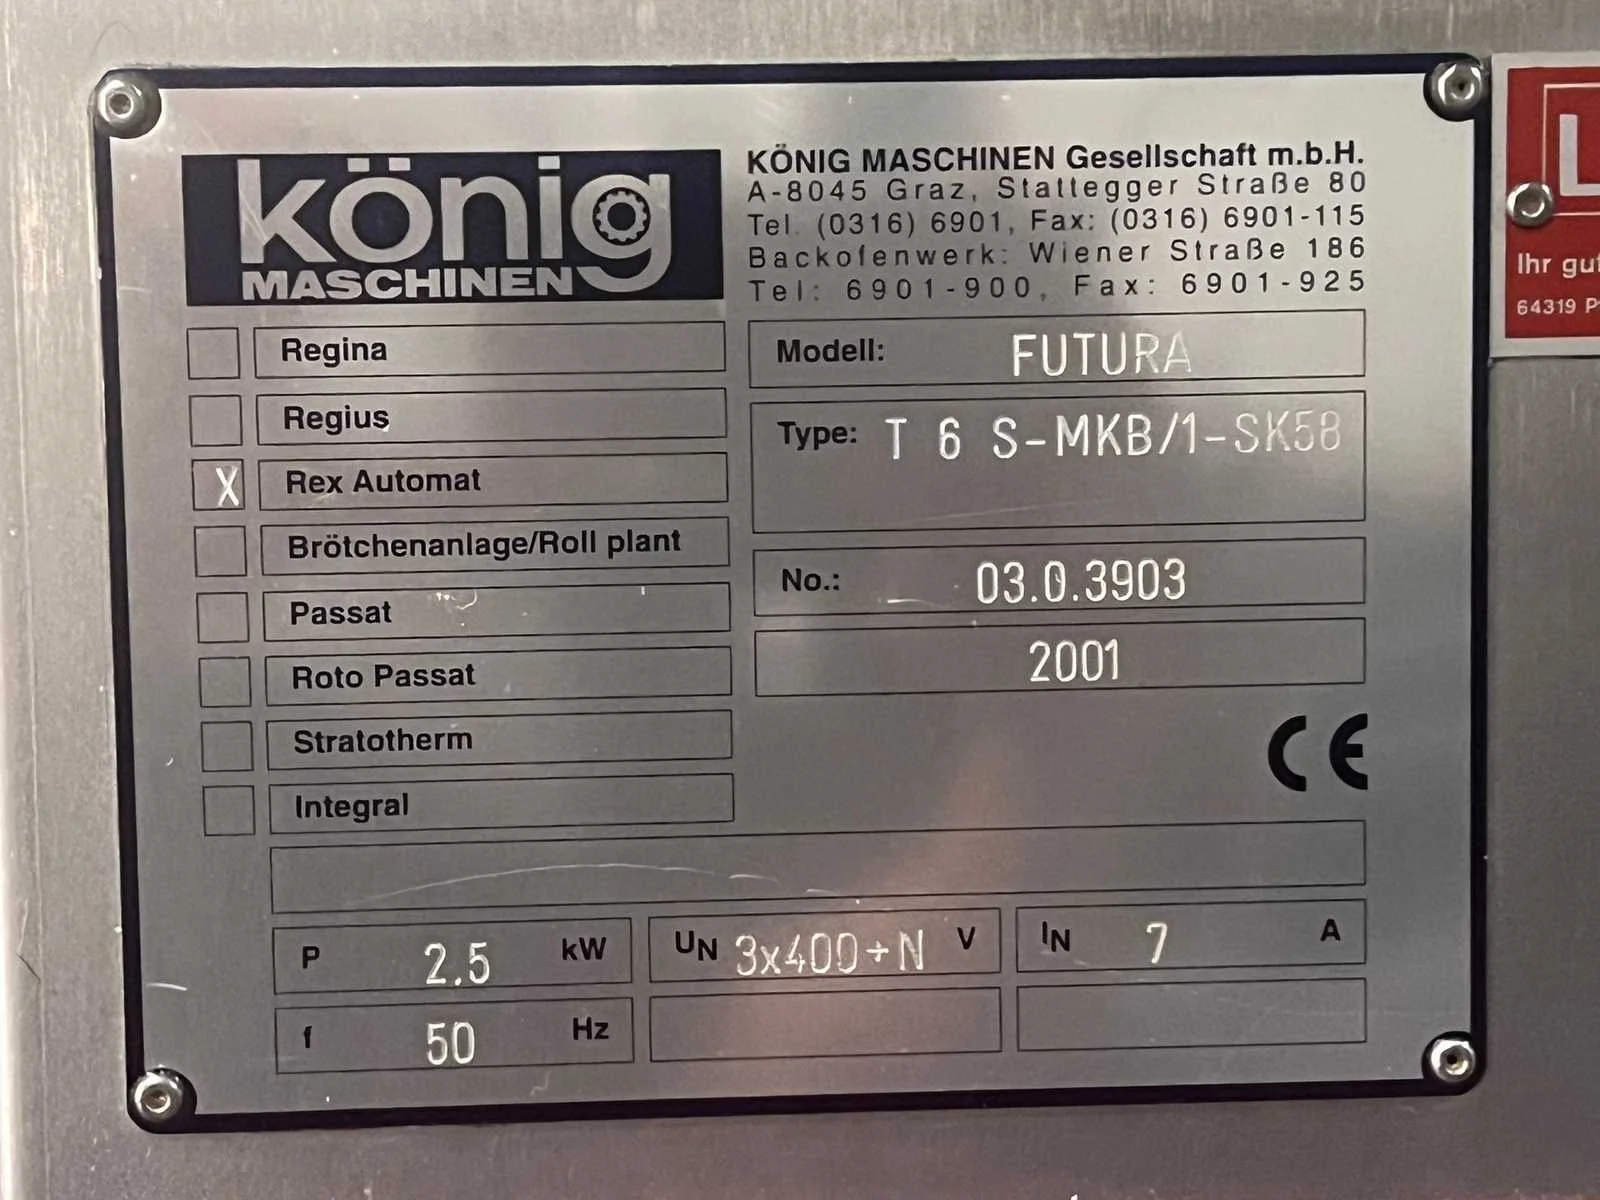 könig
MASCHINEN
KÖNIG MASCHINEN Gesellschaft m.b.H.
A-8045 Graz, Stattegger Straße 80
Tel. (0316) 6901, Fax: (0316) 6901-115
Backofenwerk: Wiener Straße 186
Tel: 6901-900, Fax: 6901-925
Regina
Regius
X Rex Automat
Brötchenanlage/Roll plant
Passat
Roto Passat
Stratotherm
Integral
Modell: FUTURA
Type: T 6 S-MKB/1-SK58
No.: 03.0.3903
2001
CE
P 2.5 kW
UN 3x400+N V
IN 7 A
f 50 Hz
L
Ihr
64319